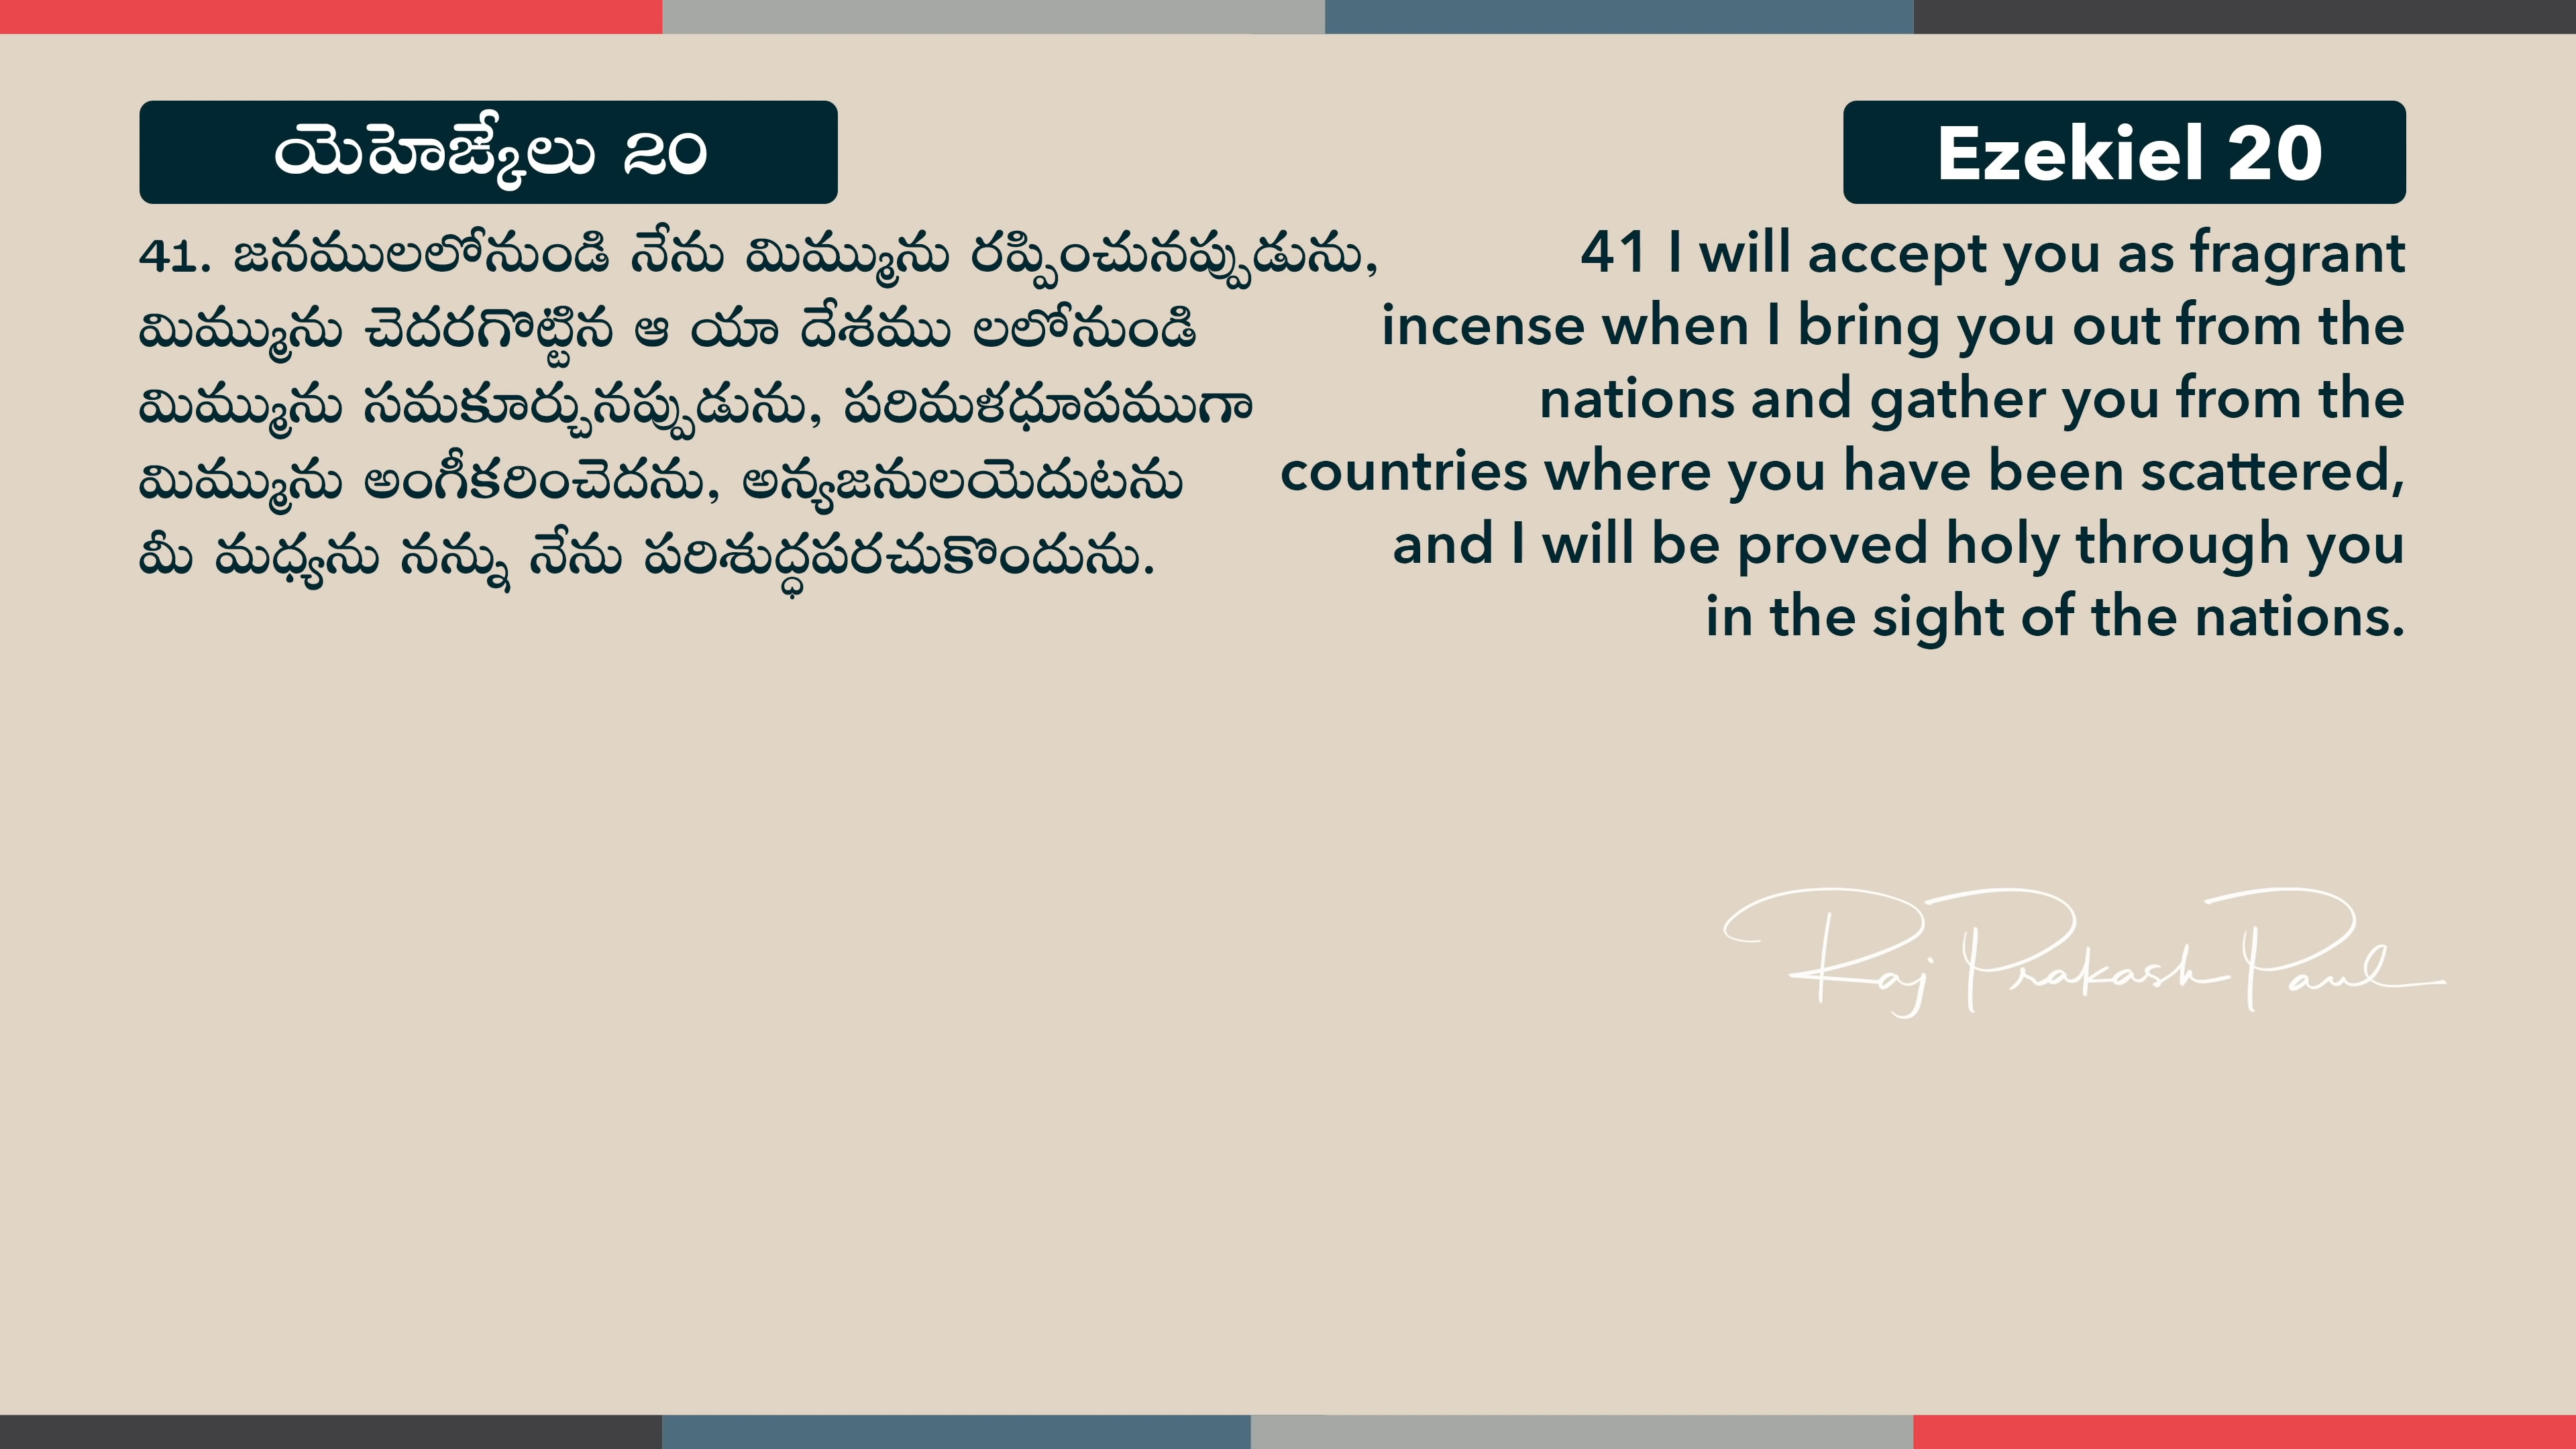 యెహెజ్కేలు ౨౦
41. జనములలోనుండి నేను మిమ్మును రప్పించునప్పుడును,
మిమ్మును చెదరగొట్టిన ఆ యా దేశము లలోనుండి
మిమ్మును సమకూర్చునప్పుడును, పరిమళధూపముగా
మిమ్మును అంగీకరించెదను, అన్యజనులయెదుటను
మీ మధ్యను నన్ను నేను పరిశుద్ధపరచుకొందును.
Ezekiel 20
41 I will accept you as fragrant
incense when I bring you out from the
nations and gather you from the
countries where you have been scattered,
and I will be proved holy through you
in the sight of the nations.
Raj Prakash Paul